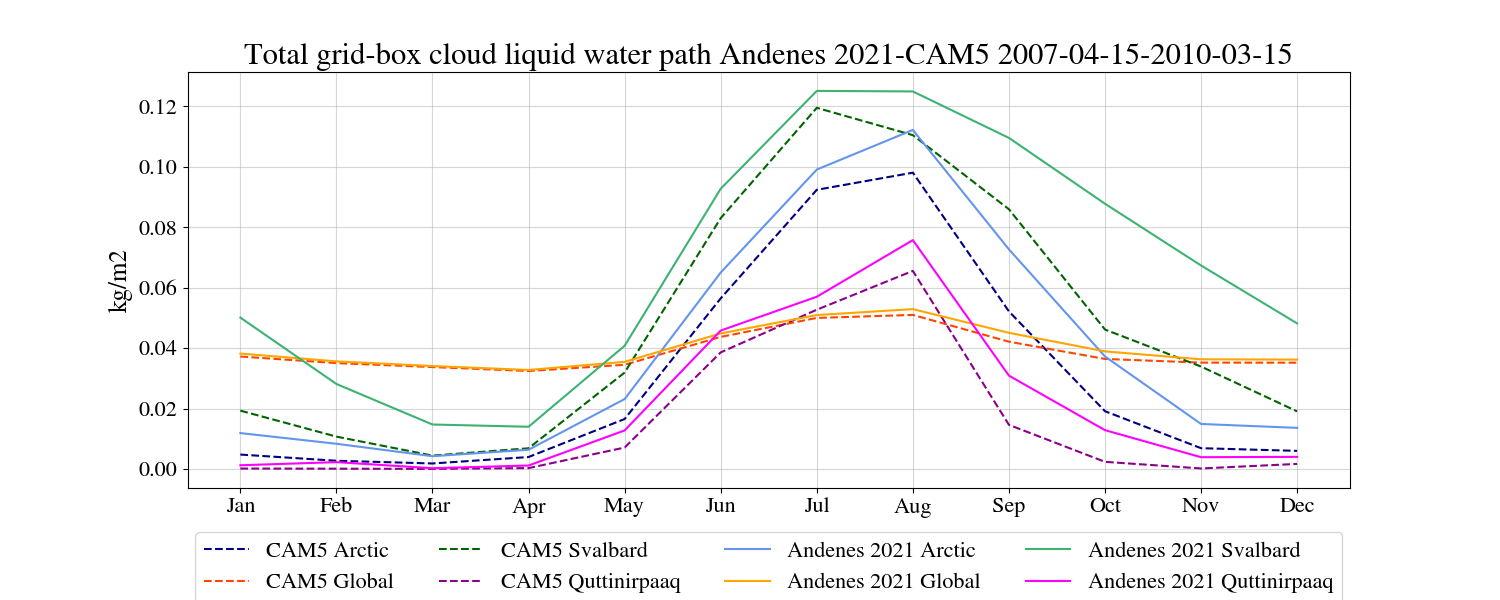 Total grid-box cloud liquid water path Andenes 2021-CAM5 2007-04-15-2010-03-15
kg/m2
0.12
0.10
0.08
0.06
0.04
0.02
0.00
Jan Feb Mar Apr May Jun Jul Aug Sep Oct Nov Dec
CAM5 Arctic CAM5 Svalbard Andenes 2021 Arctic Andenes 2021 Svalbard
CAM5 Global CAM5 Quttinirpaaq Andenes 2021 Global Andenes 2021 Quttinirpaaq